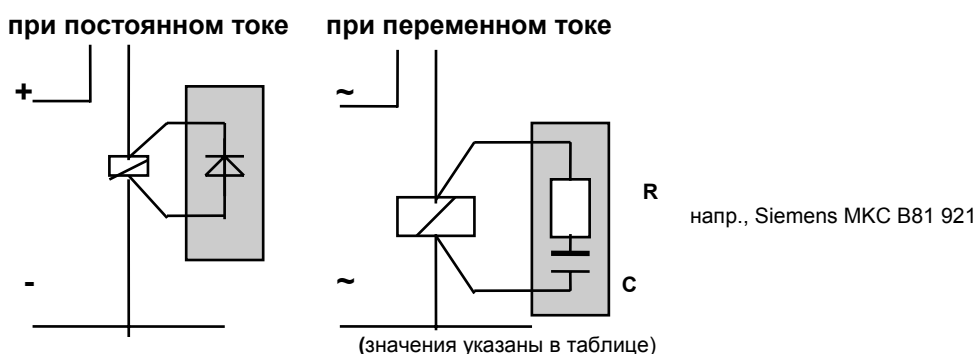 при постоянном токе
при переменном токе
+
~
R
напр., Siemens MKC B81 921
-
~
C
(значения указаны в таблице)